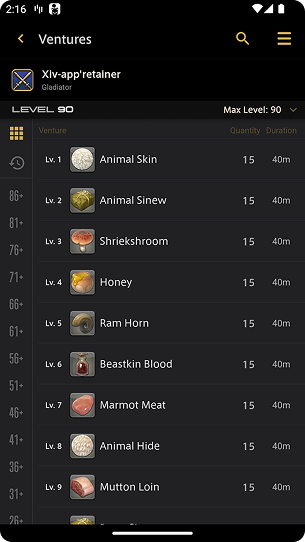 2:16
Ventures
Xiv-app'retainer
Gladiator
LEVEL 90 Max Level: 90
Venture Quantity Duration
Lv. 1 Animal Skin 15 40m
86+
Lv. 2 Animal Sinew 15 40m
81+
Lv. 3 Shriekshroom 15 40m
76+
71+
Lv. 4 Honey 15 40m
66+
Lv. 5 Ram Horn 15 40m
61+
56+
Lv. 6 Beastkin Blood 15 40m
51+
Lv. 7 Marmot Meat 15 40m
46+
41+
Lv. 8 Animal Hide 15 40m
36+
Lv. 9 Mutton Loin 15 40m
31+
26+